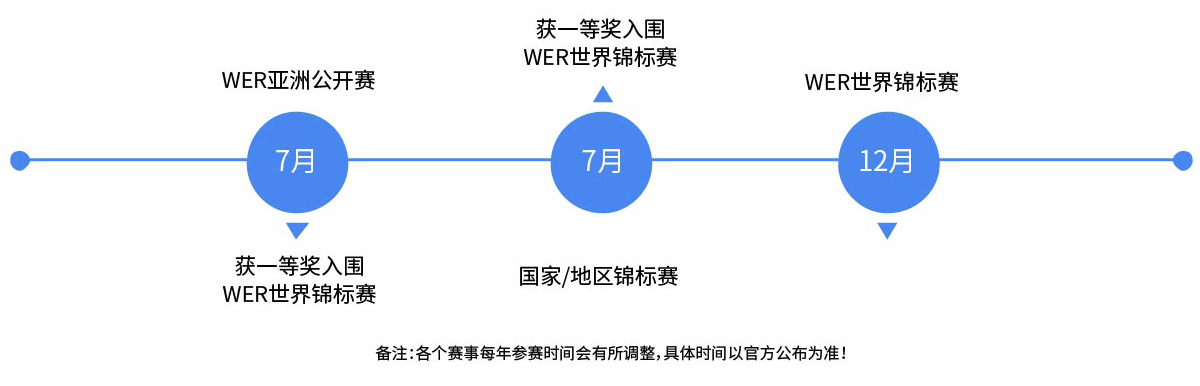 获一等奖入围
WER世界锦标赛
WER亚洲公开赛
WER世界锦标赛
7月
7月
12月
获一等奖入围
WER世界锦标赛
国家/地区锦标赛
备注:各个赛事每年参赛时间会有所调整,具体时间以官方公布为准!